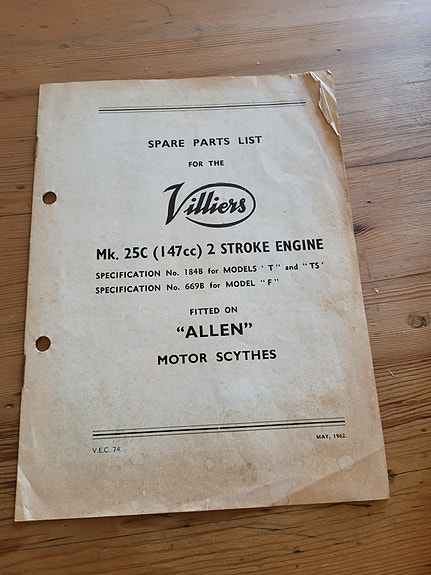 SPARE PARTS LIST
FOR THE
Villiers
Mk. 25C (147cc) 2 STROKE ENGINE
SPECIFICATION No. 184B for MODELS 'T" and "TS'
SPECIFICATION No. 669B for MODEL "F"
FITTED ON
"ALLEN"
MOTOR SCYTHES
V.E.C. 74.
MAY, 1962.